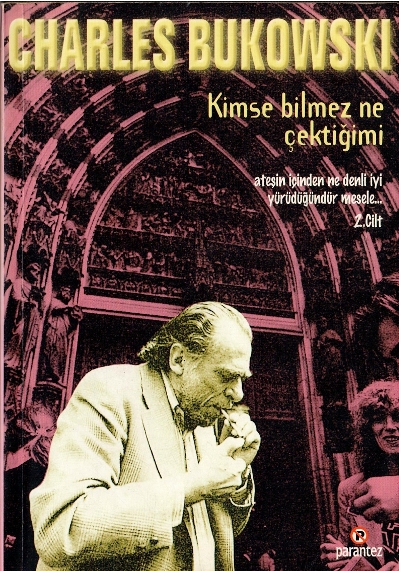 CHARLES BUKOWSKI
Kimse bilmez ne
çektiğimi
ateşin içinden ne denli iyi
yürüdüğündür mesele...
2.Cilt
parantez